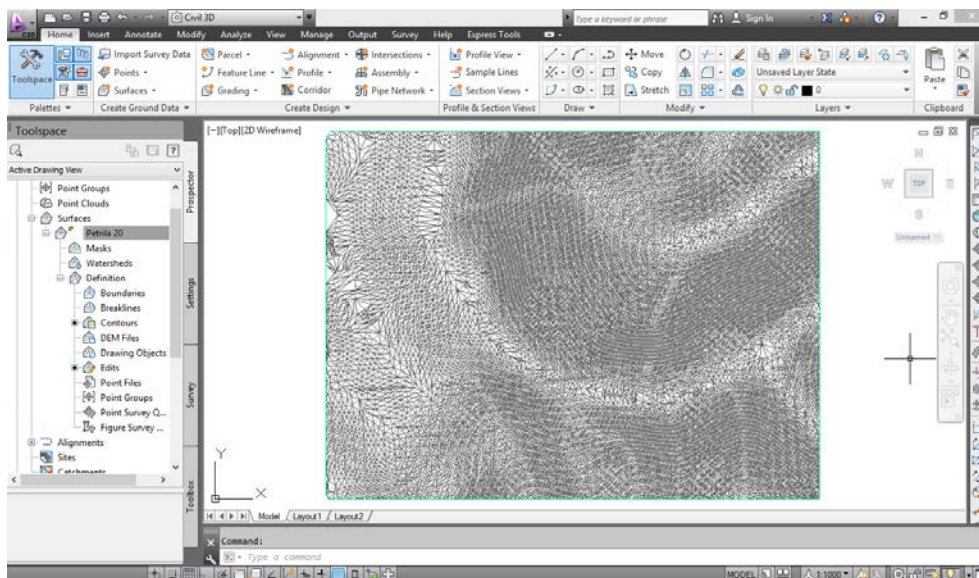 C3D
Civil 3D
Type a keyword or phrase
Sign In
Home Insert Annotate Modify Analyze View Manage Output Survey Help Express Tools
Toolspace
Import Survey Data
Points
Surfaces
Parcel
Feature Line
Grading
Alignment
Profile
Corridor
Intersections
Assembly
Pipe Network
Profile View
Sample Lines
Section Views
Move
Copy
Stretch
Unsaved Layer State
0
Paste
Palettes Create Ground Data Create Design Profile & Section Views Draw Modify Layers Clipboard
Toolspace
Active Drawing View
Point Groups
Point Clouds
Surfaces
Petrila 20
Masks
Watersheds
Definition
Boundaries
Breaklines
Contours
DEM Files
Drawing Objects
Edits
Point Files
Point Groups
Point Survey Q...
Figure Survey ...
Alignments
Sites
Catchments
Prospector
Settings
Survey
Toolbox
[-][Top][2D Wireframe]
N
W TOP E
S
Unnamed
Y
X
Model Layout1 Layout2
Command:
Type a command
MODEL 1:1000